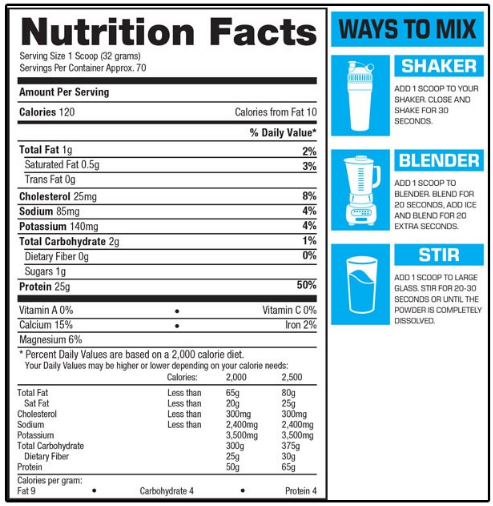 Nutrition Facts
Serving Size 1 Scoop (32 grams)
Servings Per Container Approx. 70
Amount Per Serving
Calories 120 Calories from Fat 10
% Daily Value*
Total Fat 1g 2%
Saturated Fat 0.5g 3%
Trans Fat 0g
Cholesterol 25mg 8%
Sodium 85mg 4%
Potassium 140mg 4%
Total Carbohydrate 2g 1%
Dietary Fiber 0g 0%
Sugars 1g
Protein 25g 50%
Vitamin A 0% • Vitamin C 0%
Calcium 15% • Iron 2%
Magnesium 6%
* Percent Daily Values are based on a 2,000 calorie diet.
Your Daily Values may be higher or lower depending on your calorie needs:
Calories: 2,000 2,500
Total Fat Less than 65g 80g
Sat Fat Less than 20g 25g
Cholesterol Less than 300mg 300mg
Sodium Less than 2,400mg 2,400mg
Potassium 3,500mg 3,500mg
Total Carbohydrate 300g 375g
Dietary Fiber 25g 30g
Protein 50g 65g
Calories per gram:
Fat 9 • Carbohydrate 4 • Protein 4
WAYS TO MIX
SHAKER
ADD 1 SCOOP TO YOUR
SHAKER. CLOSE AND
SHAKE FOR 30
SECONDS.
BLENDER
ADD 1 SCOOP TO
BLENDER. BLEND FOR
20 SECONDS, ADD ICE
AND BLEND FOR 20
EXTRA SECONDS.
STIR
ADD 1 SCOOP TO LARGE
GLASS. STIR FOR 20-30
SECONDS OR UNTIL THE
POWDER IS COMPLETELY
DISSOLVED.